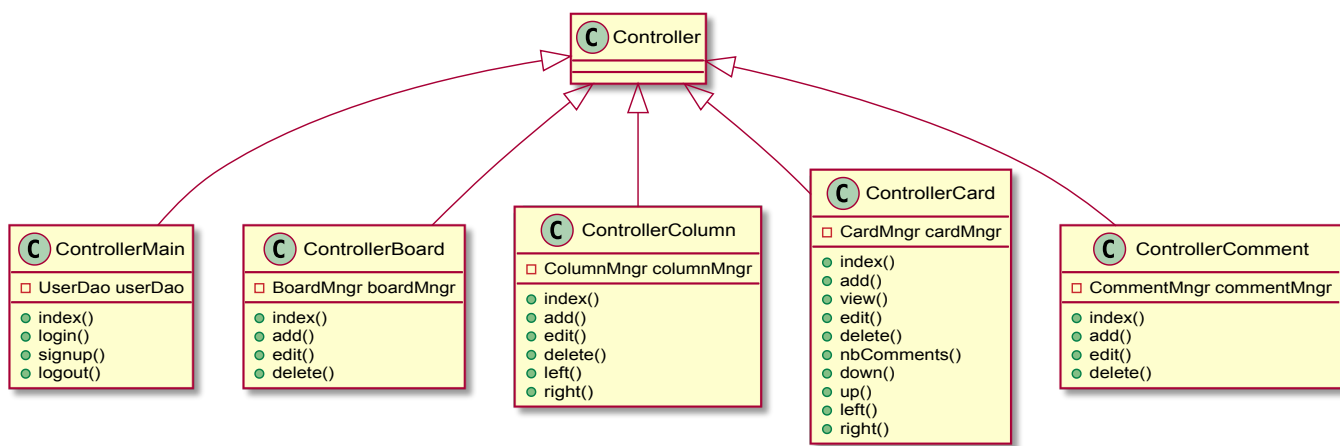 C Controller
C ControllerMain
UserDao userDao
index()
login()
signup()
logout()
C ControllerBoard
BoardMngr boardMngr
index()
add()
edit()
delete()
C ControllerColumn
ColumnMngr columnMngr
index()
add()
edit()
delete()
left()
right()
C ControllerCard
CardMngr cardMngr
index()
add()
view()
edit()
delete()
nbComments()
down()
up()
left()
right()
C ControllerComment
CommentMngr commentMngr
index()
add()
edit()
delete()